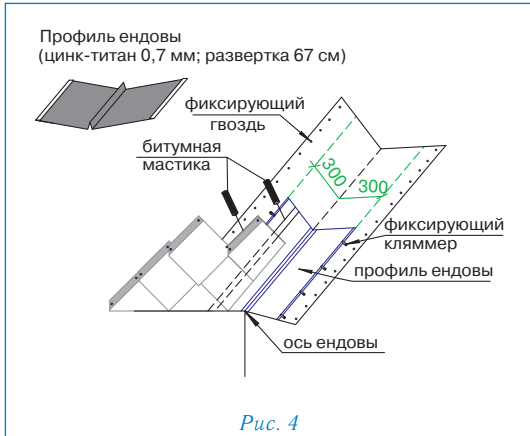 Профиль ендовы
(цинк-титан 0,7 мм; развертка 67 см)
фиксирующий
гвоздь
битумная
мастика
300
300
фиксирующий
кляммер
профиль ендовы
ось ендовы
Рис. 4